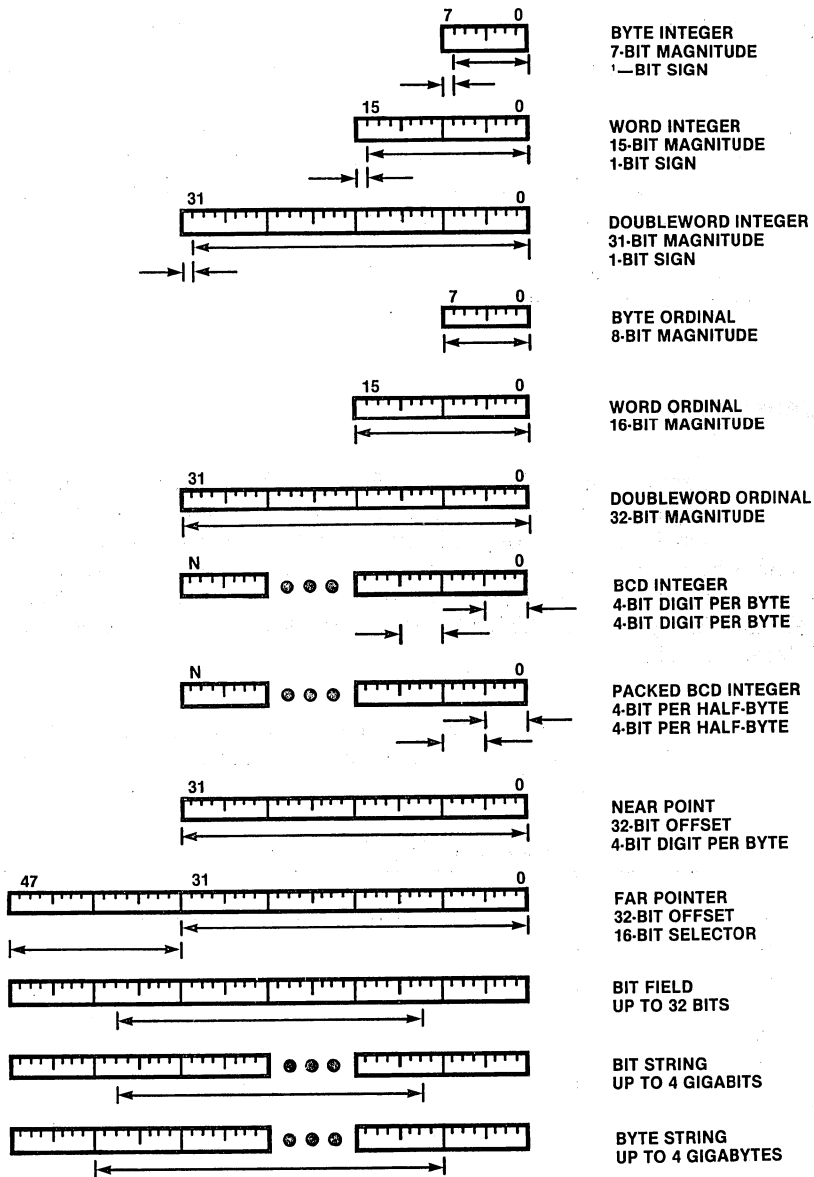 7 0
BYTE INTEGER
7-BIT MAGNITUDE
1—BIT SIGN
15 0
WORD INTEGER
15-BIT MAGNITUDE
1-BIT SIGN
31 0
DOUBLEWORD INTEGER
31-BIT MAGNITUDE
1-BIT SIGN
7 0
BYTE ORDINAL
8-BIT MAGNITUDE
15 0
WORD ORDINAL
16-BIT MAGNITUDE
31 0
DOUBLEWORD ORDINAL
32-BIT MAGNITUDE
N 0
BCD INTEGER
4-BIT DIGIT PER BYTE
4-BIT DIGIT PER BYTE
N 0
PACKED BCD INTEGER
4-BIT PER HALF-BYTE
4-BIT PER HALF-BYTE
31 0
NEAR POINT
32-BIT OFFSET
4-BIT DIGIT PER BYTE
47 31 0
FAR POINTER
32-BIT OFFSET
16-BIT SELECTOR
BIT FIELD
UP TO 32 BITS
BIT STRING
UP TO 4 GIGABITS
BYTE STRING
UP TO 4 GIGABYTES